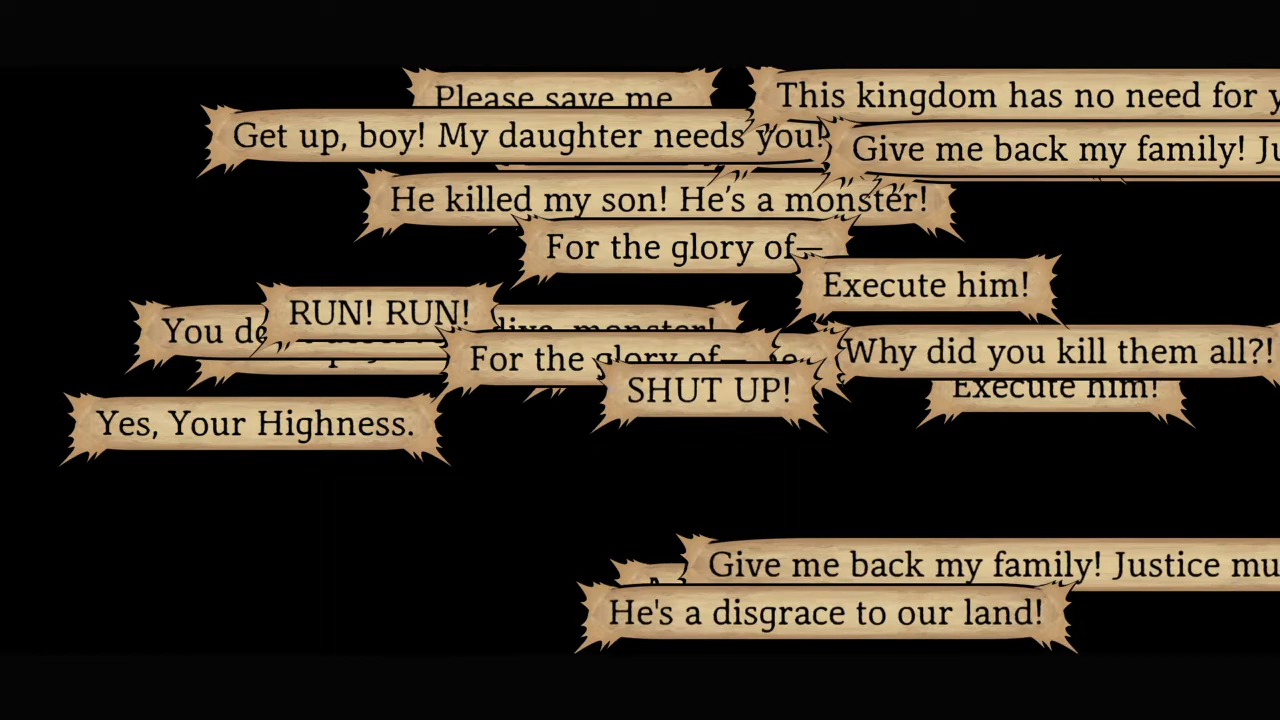 Please save me
This kingdom has no need for
Get up, boy! My daughter needs you!
Give me back my family!
He killed my son! He's a monster!
For the glory of—
Execute him!
RUN! RUN!
You
monster!
For the glory of—
Why did you kill them all?!
SHUT UP!
Execute him!
Yes, Your Highness.
Give me back my family! Justice
He's a disgrace to our land!